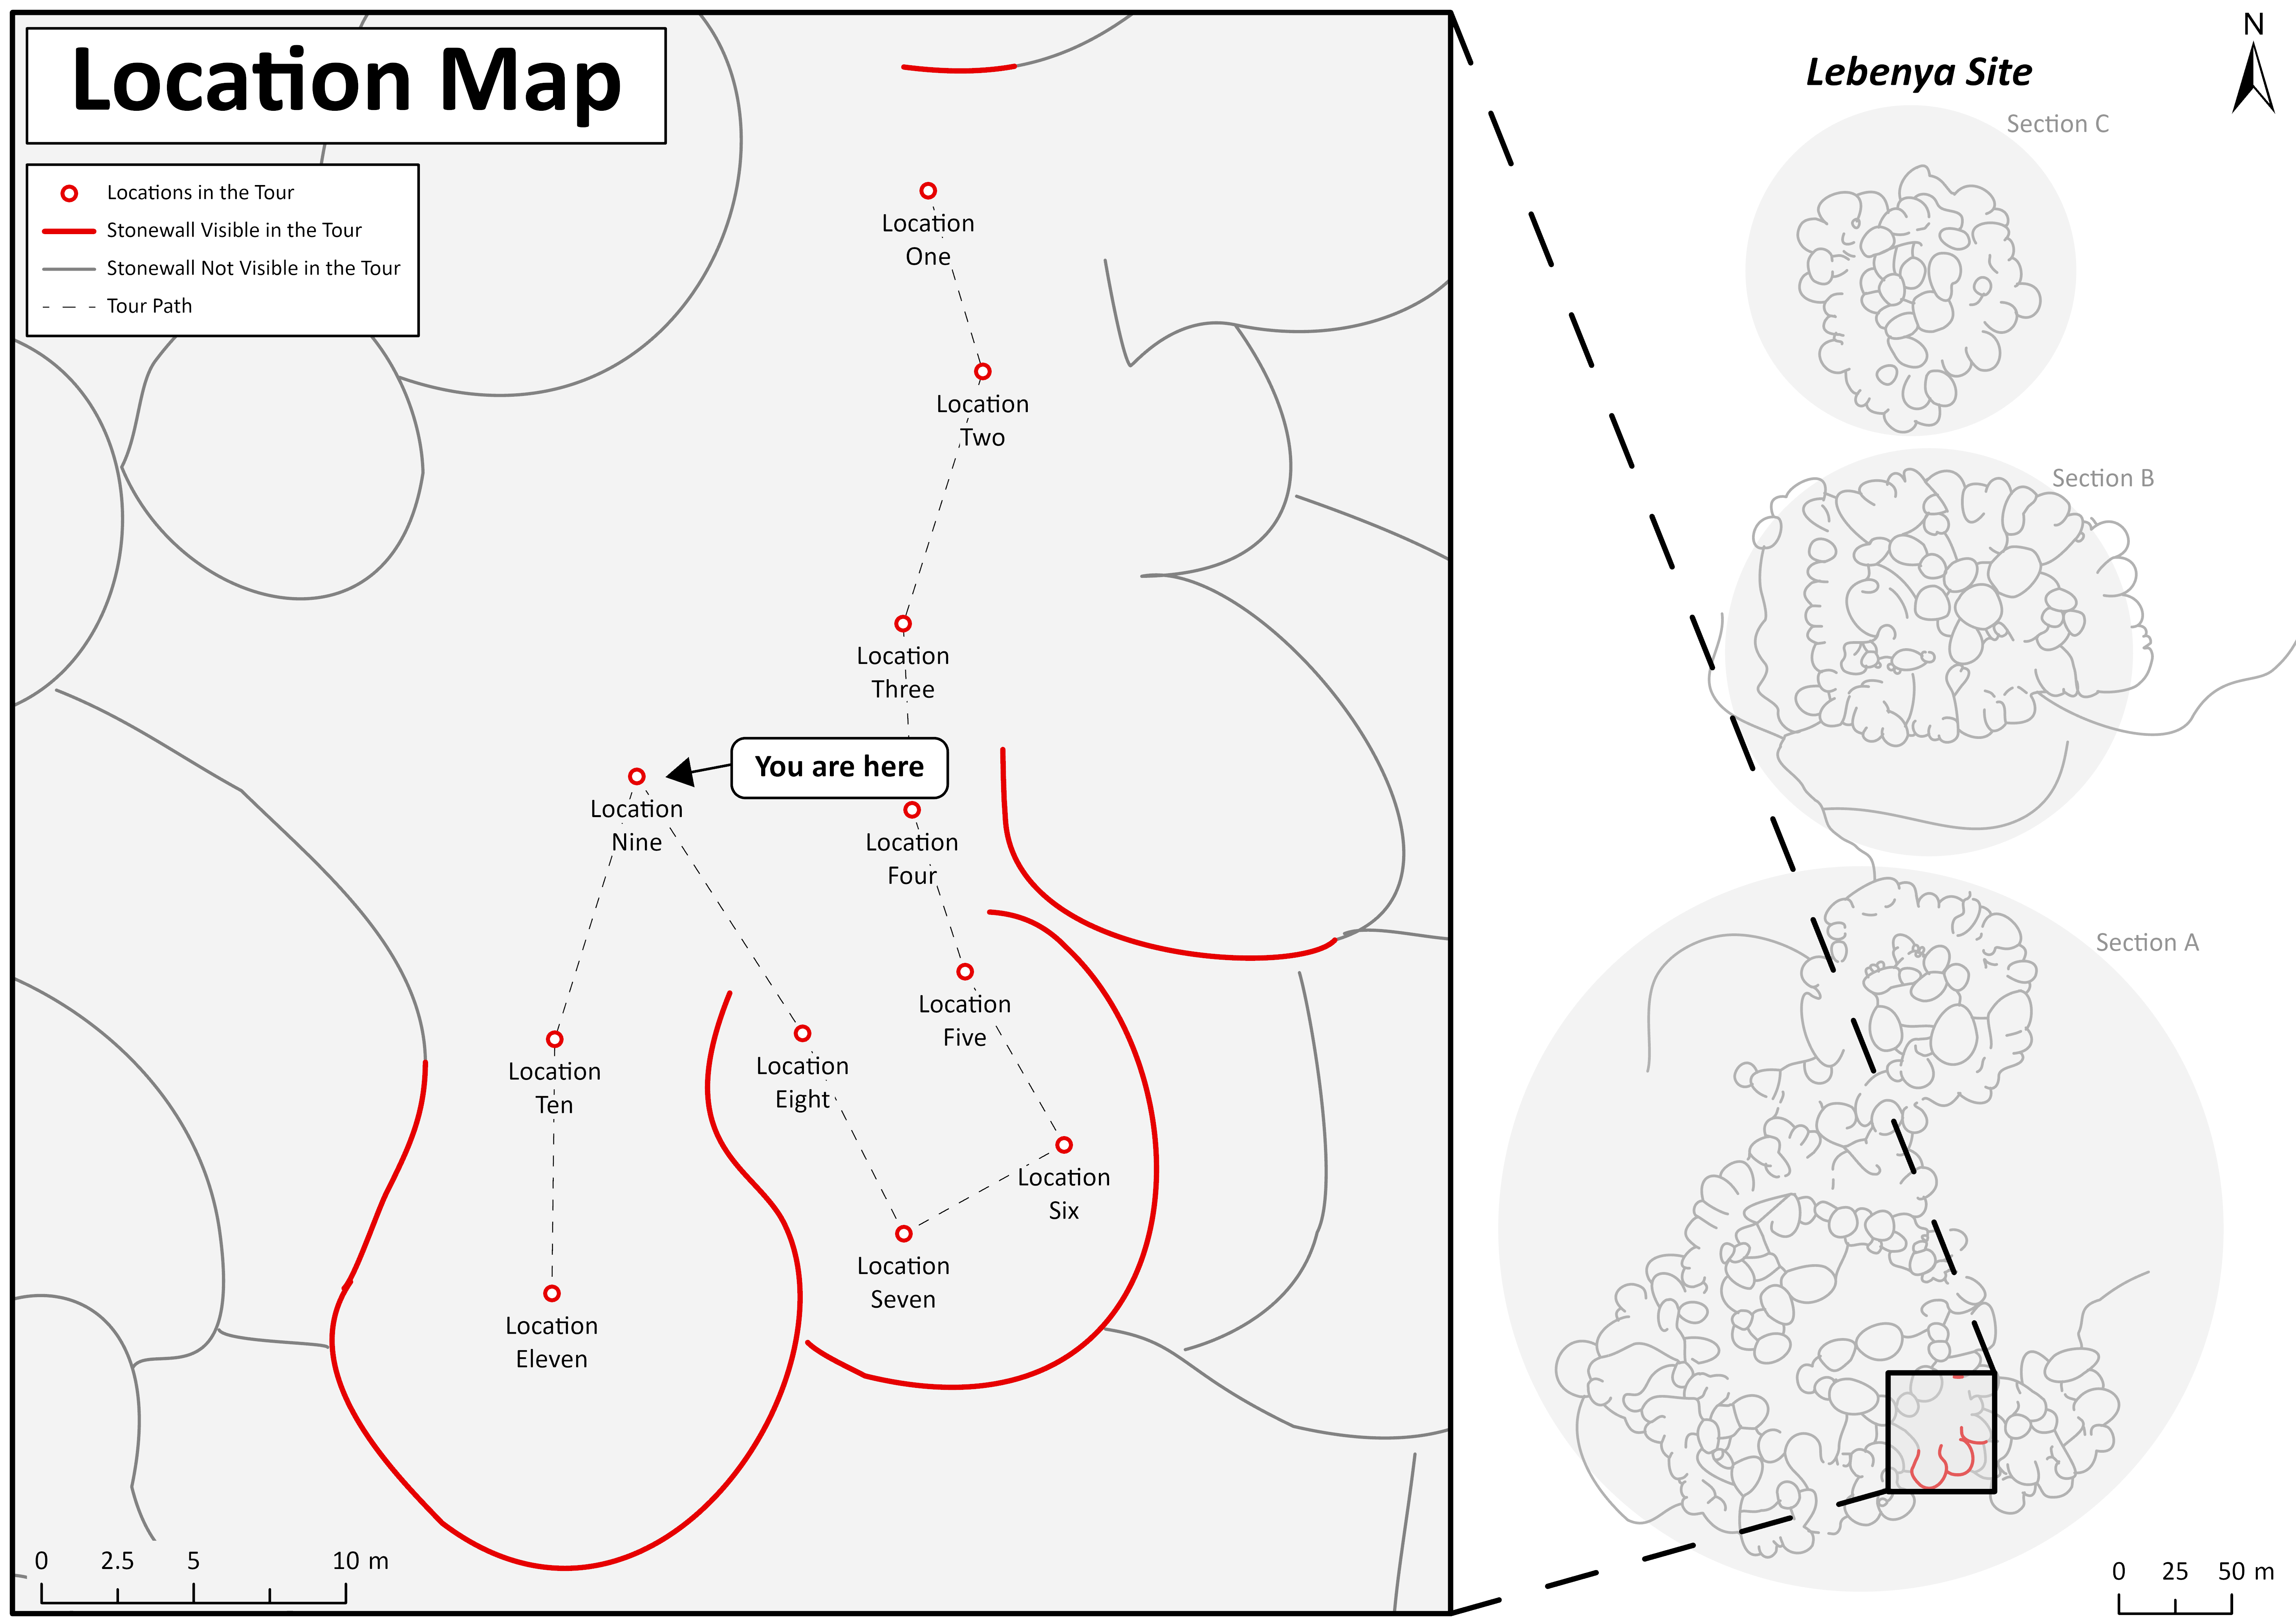 Location Map
Locations in the Tour
Stonewall Visible in the Tour
Stonewall Not Visible in the Tour
Tour Path
Location
One
Location
Two
Location
Three
You are here
Location
Nine
Location
Four
Location
Five
Location
Ten
Location
Eight
Location
Six
Location
Seven
Location
Eleven
0 2.5 5 10 m
N
Lebenya Site
Section C
Section B
Section A
0 25 50 m